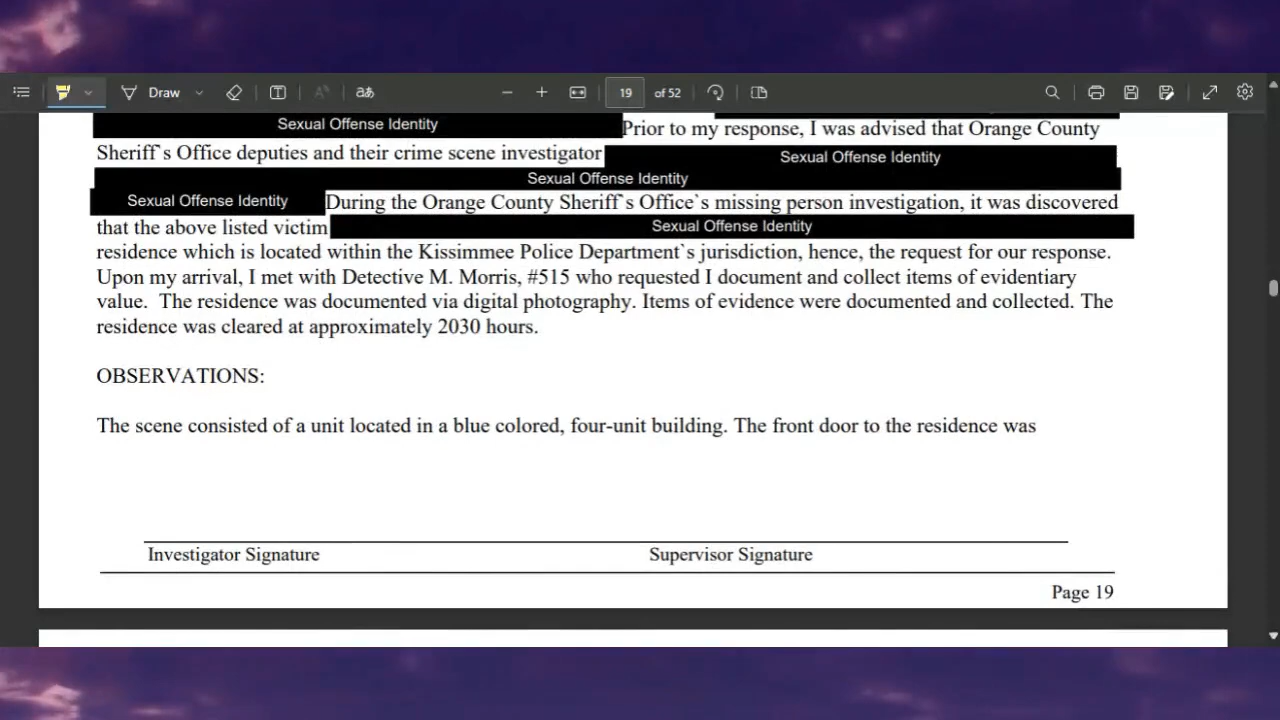 Draw
19 of 52
Sexual Offense Identity Prior to my response, I was advised that Orange County
Sheriff`s Office deputies and their crime scene investigator Sexual Offense Identity
Sexual Offense Identity
Sexual Offense Identity During the Orange County Sheriff`s Office`s missing person investigation, it was discovered
that the above listed victim Sexual Offense Identity
residence which is located within the Kissimmee Police Department`s jurisdiction, hence, the request for our response.
Upon my arrival, I met with Detective M. Morris, #515 who requested I document and collect items of evidentiary
value.  The residence was documented via digital photography. Items of evidence were documented and collected. The
residence was cleared at approximately 2030 hours.
OBSERVATIONS:
The scene consisted of a unit located in a blue colored, four-unit building. The front door to the residence was
Investigator Signature Supervisor Signature
Page 19